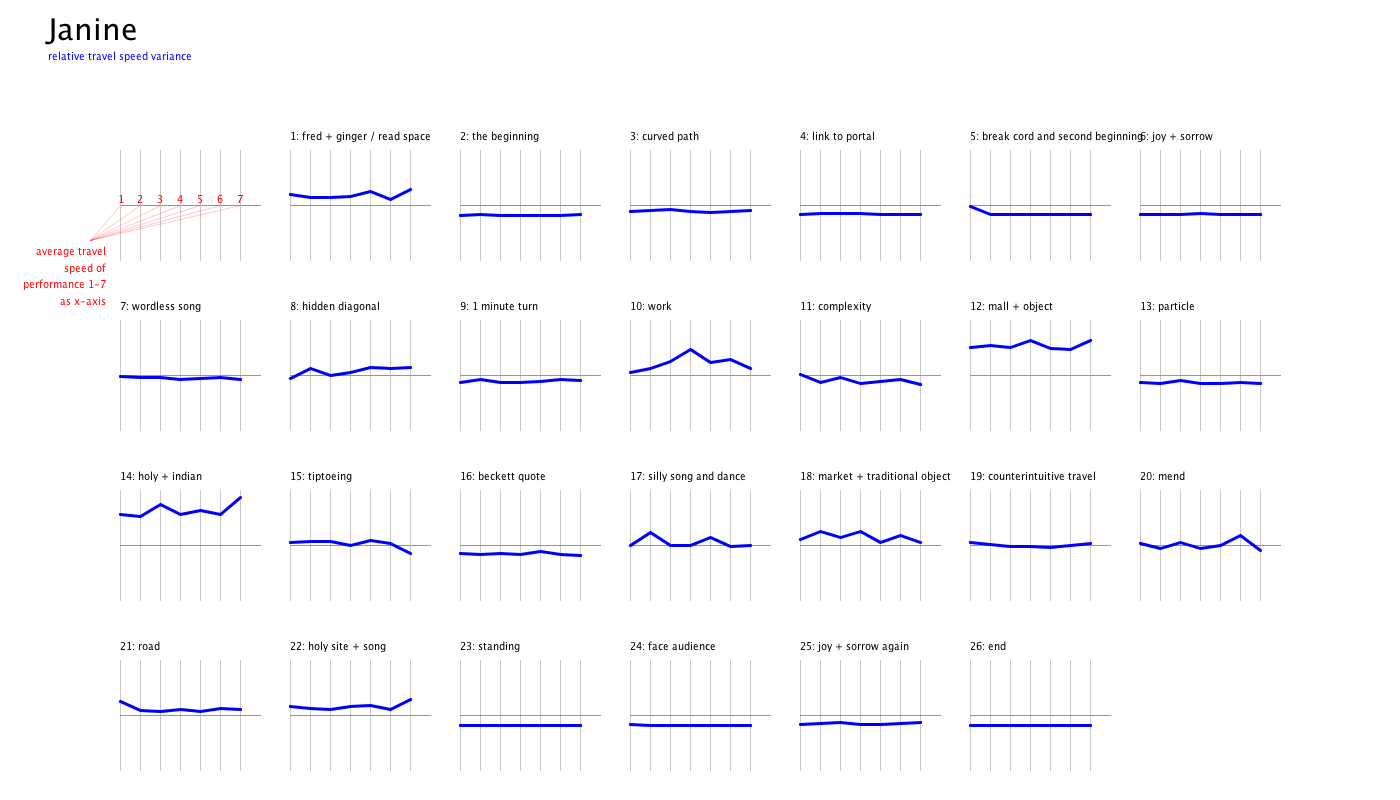 Janine
relative travel speed variance
1: fred + ginger / read space
2: the beginning
3: curved path
4: link to portal
5: break cord and second beginning
6: joy + sorrow
1 2 3 4 5 6 7
average travel
speed of
performance 1-7
as x-axis
7: wordless song
8: hidden diagonal
9: 1 minute turn
10: work
11: complexity
12: mall + object
13: particle
14: holy + indian
15: tiptoeing
16: beckett quote
17: silly song and dance
18: market + traditional object
19: counterintuitive travel
20: mend
21: road
22: holy site + song
23: standing
24: face audience
25: joy + sorrow again
26: end